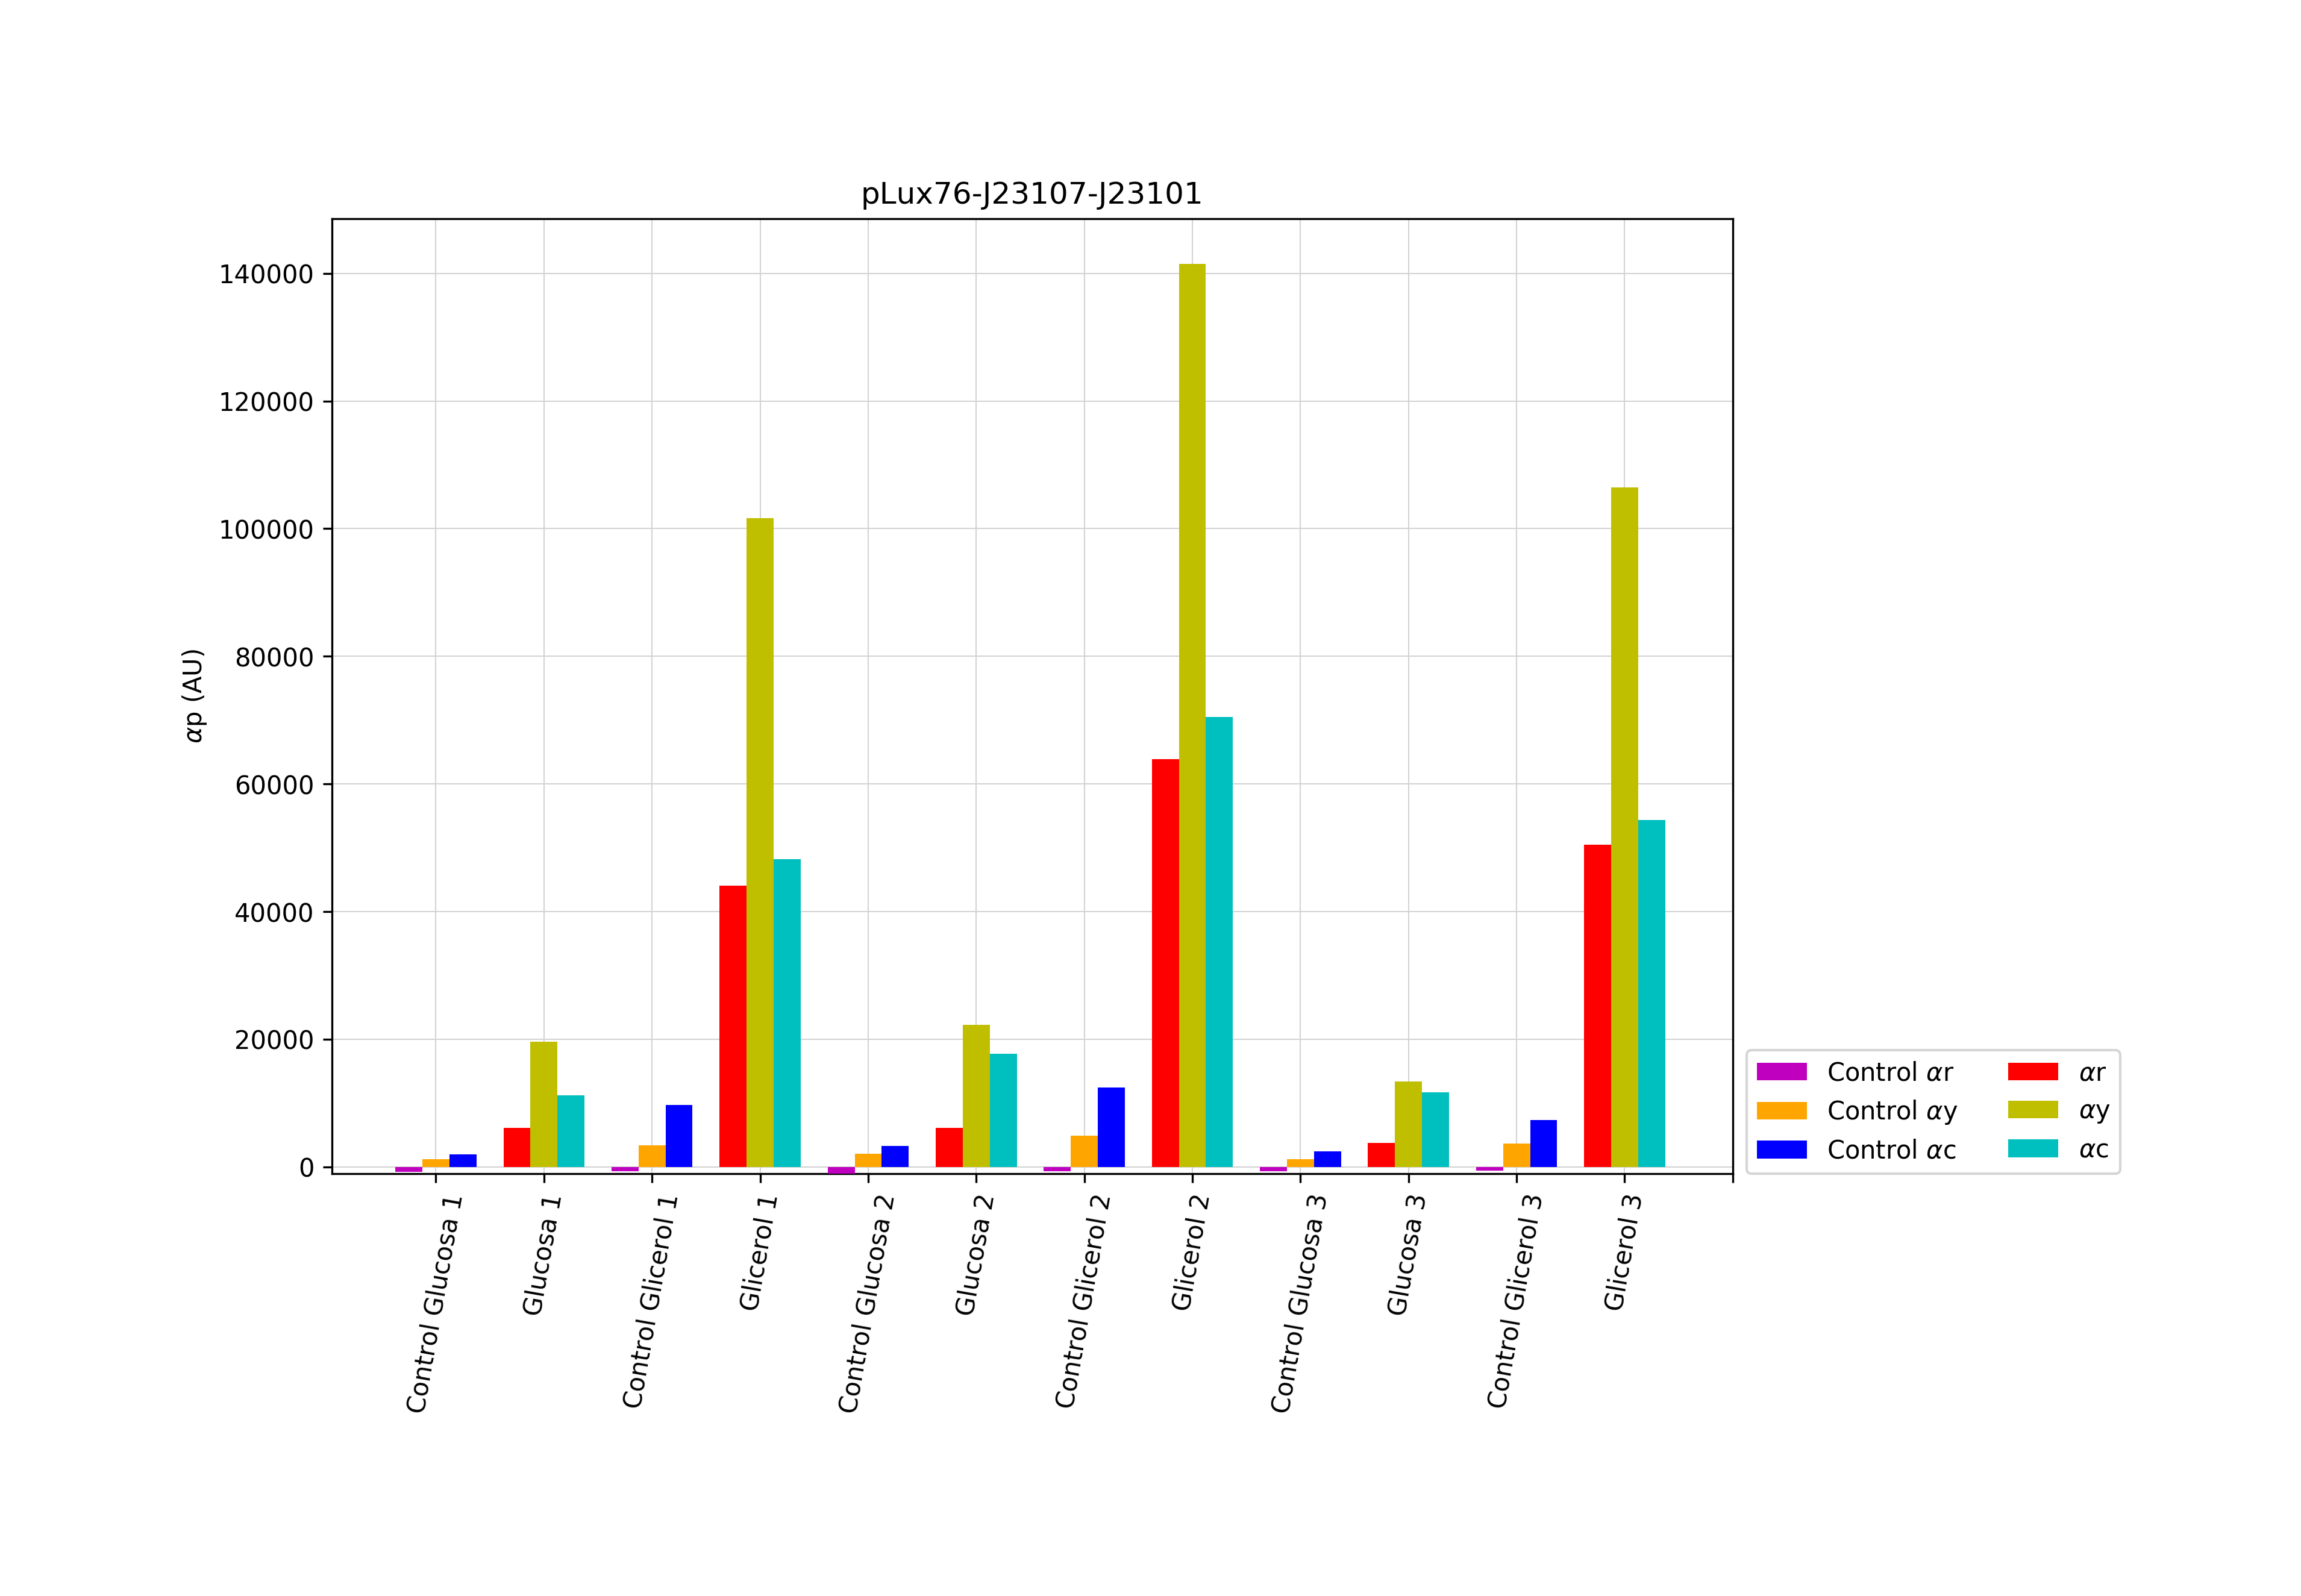 pLux76-J23107-J23101
αp (AU)
140000
120000
100000
80000
60000
40000
20000
0
Control Glucosa 1
Glucosa 1
Control Glicerol 1
Glicerol 1
Control Glucosa 2
Glucosa 2
Control Glicerol 2
Glicerol 2
Control Glucosa 3
Glucosa 3
Control Glicerol 3
Glicerol 3
Control αr
Control αy
Control αc
αr
αy
αc